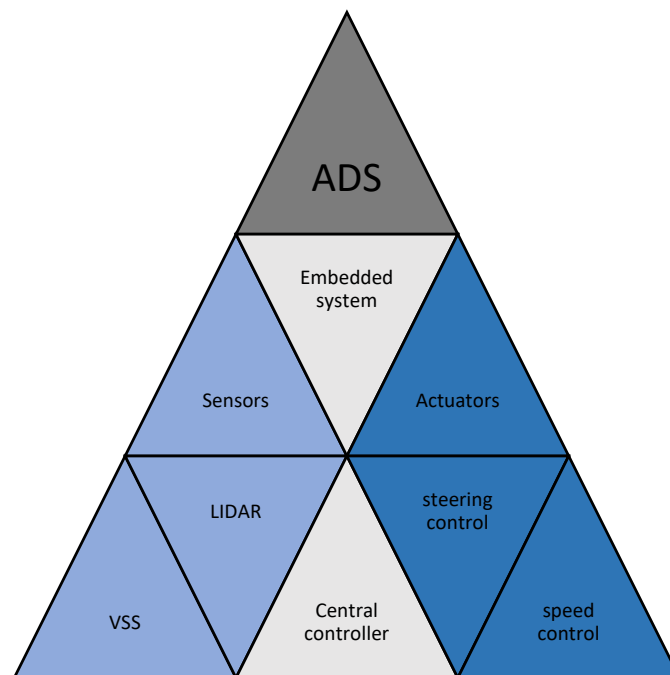 ADS
Embedded
system
Sensors
Actuators
LIDAR
steering
control
VSS
Central
controller
speed
control